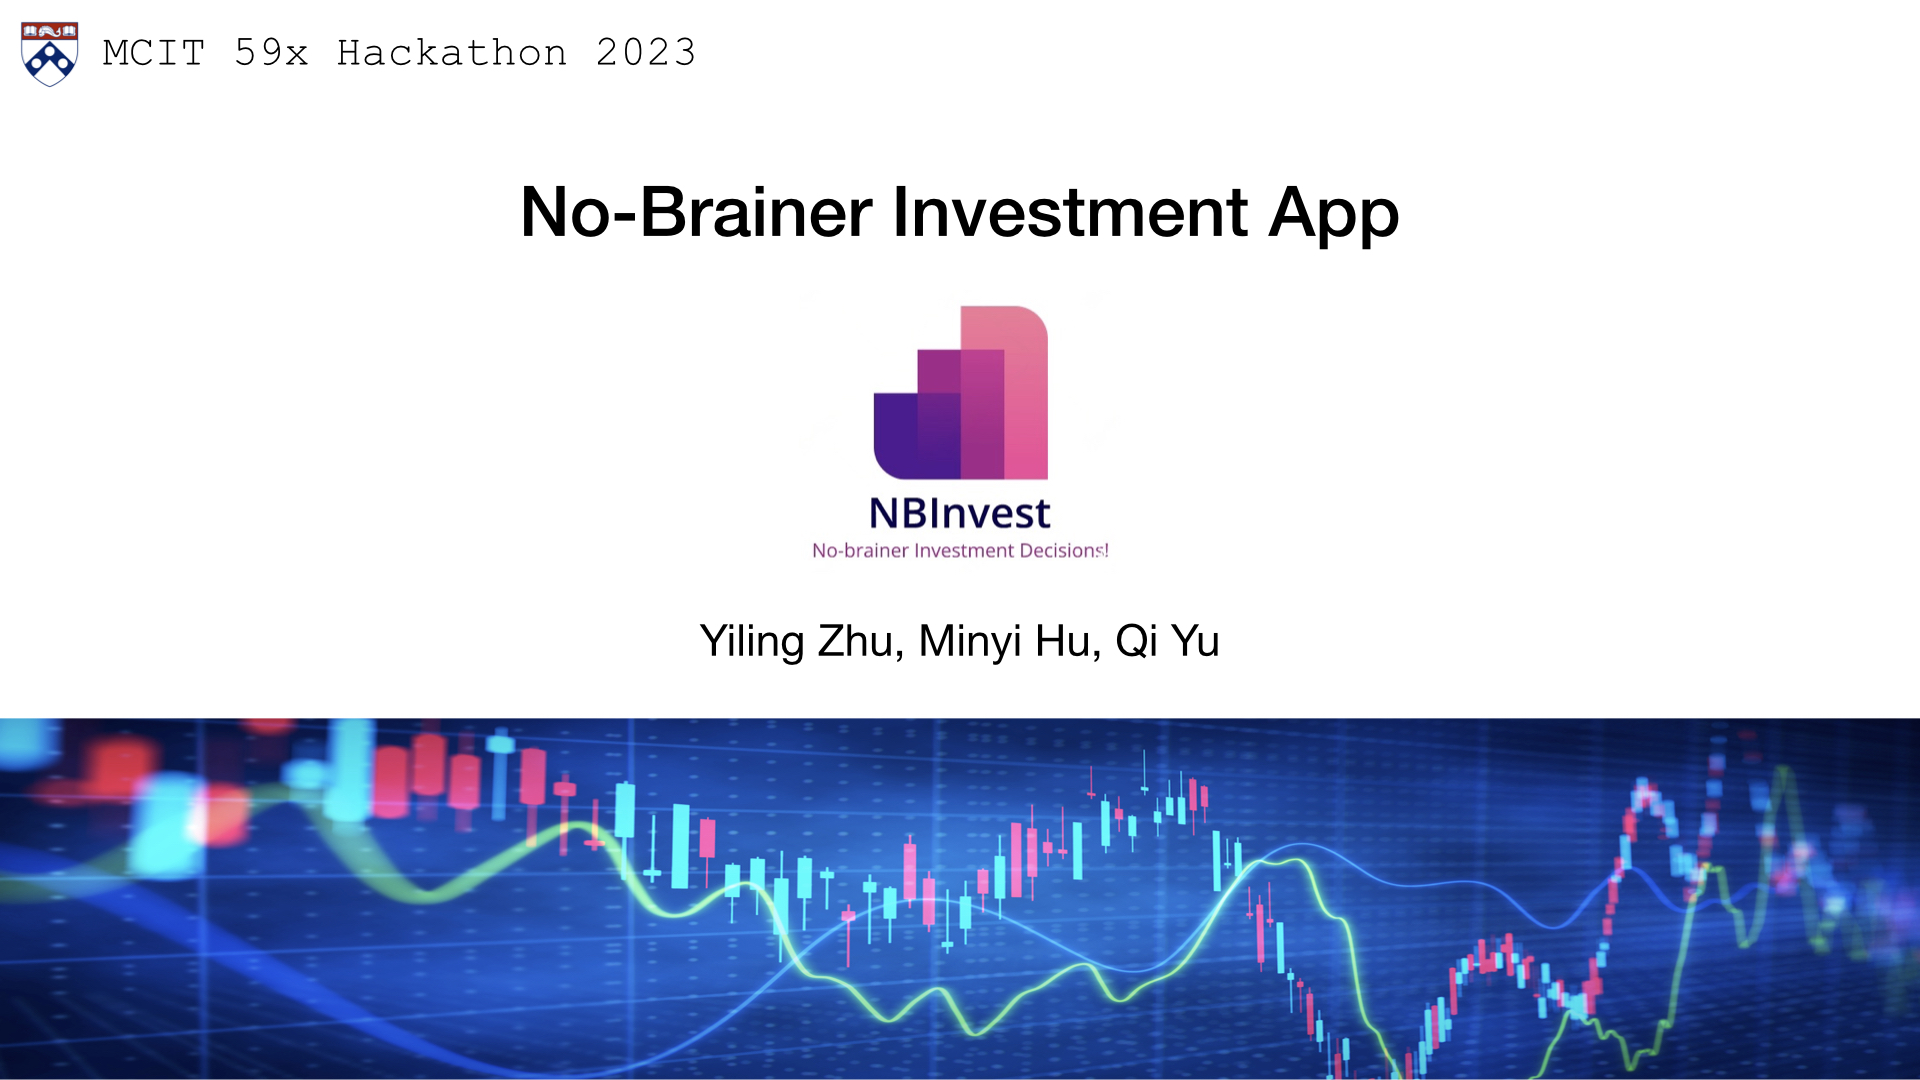 MCIT 59x Hackathon 2023
No-Brainer Investment App
NBInvest
No-brainer Investment Decisions!
Yiling Zhu, Minyi Hu, Qi Yu